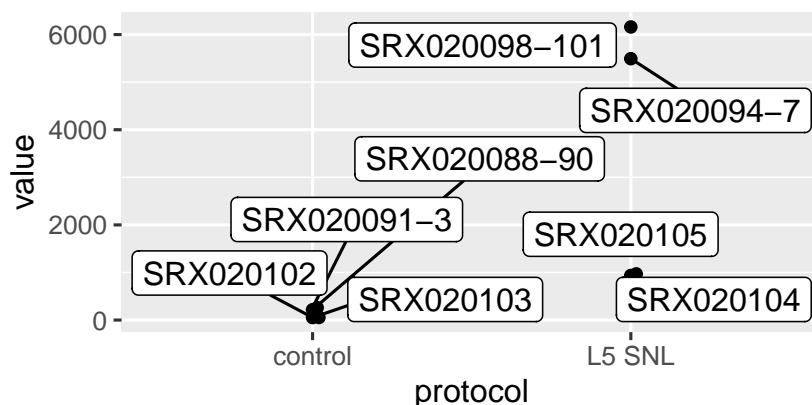 6000
SRX020098−101
SRX020094−7
4000
SRX020088−90
value
SRX020091−3
2000
SRX020105
SRX020102
SRX020103
SRX020104
0
control
L5 SNL
protocol